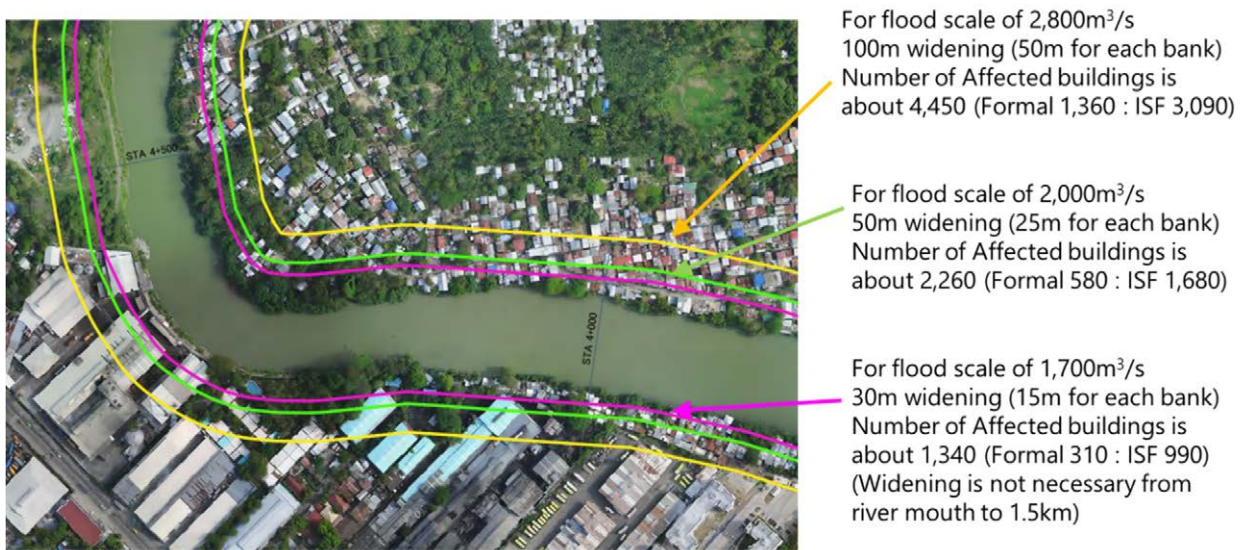 For flood scale of 2,800m³/s
100m widening (50m for each bank)
Number of Affected buildings is
about 4,450 (Formal 1,360 : ISF 3,090)
For flood scale of 2,000m³/s
50m widening (25m for each bank)
Number of Affected buildings is
about 2,260 (Formal 580 : ISF 1,680)
For flood scale of 1,700m³/s
30m widening (15m for each bank)
Number of Affected buildings is
about 1,340 (Formal 310 : ISF 990)
(Widening is not necessary from
river mouth to 1.5km)
STA 4+500
STA 4+000